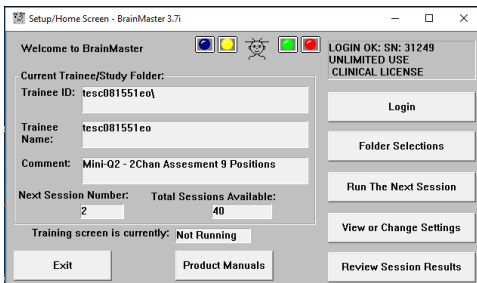 Setup/Home Screen - BrainMaster 3.7i
Welcome to BrainMaster
LOGIN OK: SN: 31249
UNLIMITED USE
CLINICAL LICENSE
Current Trainee/Study Folder:
Trainee ID: tesc081551eo\
Trainee Name: tesc081551eo
Comment: Mini-Q2 - 2Chan Assesment 9 Positions
Next Session Number: Total Sessions Available:
2 40
Training screen is currently: Not Running
Exit Product Manuals
Login
Folder Selections
Run The Next Session
View or Change Settings
Review Session Results